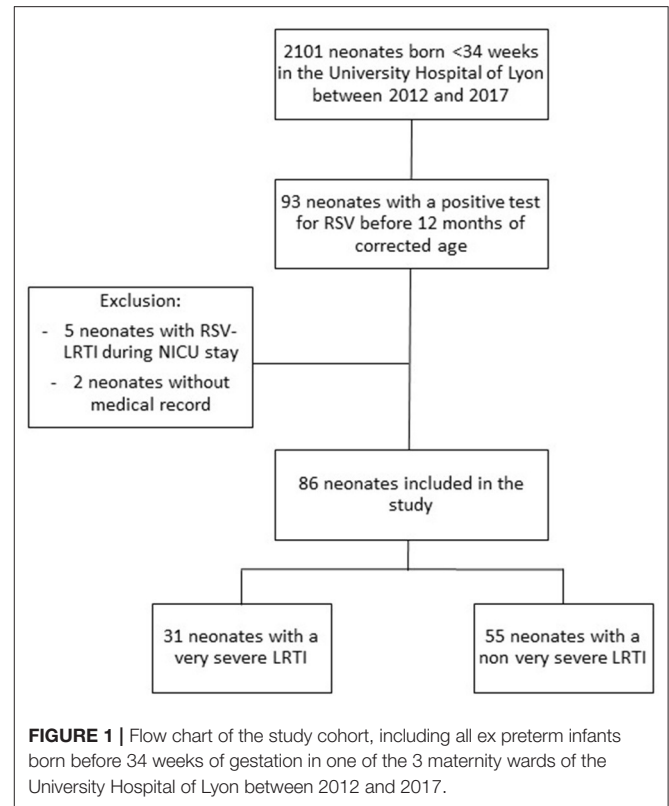 2101 neonates born <34 weeks
in the University Hospital of Lyon
between 2012 and 2017
93 neonates with a positive test
for RSV before 12 months of
corrected age
Exclusion:
- 5 neonates with RSV-
LRTI during NICU stay
- 2 neonates without
medical record
86 neonates included in the
study
31 neonates with a
very severe LRTI
55 neonates with a
non very severe LRTI
FIGURE 1 | Flow chart of the study cohort, including all ex preterm infants
born before 34 weeks of gestation in one of the 3 maternity wards of the
University Hospital of Lyon between 2012 and 2017.